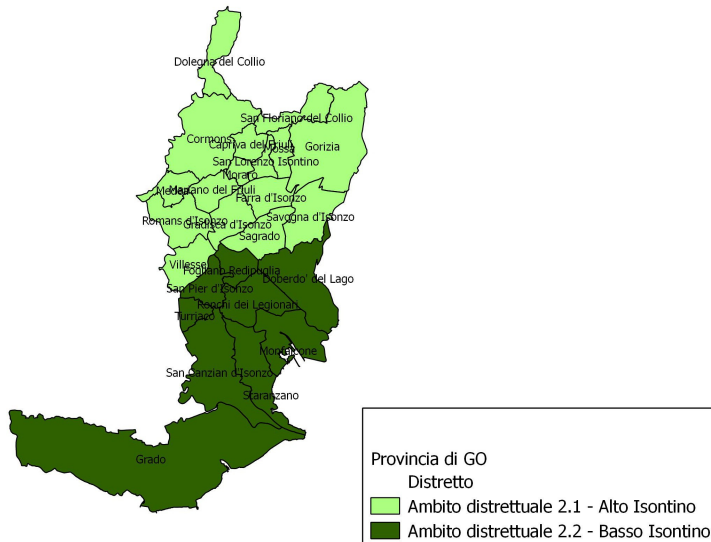 Dolegna del Collio
San Floriano del Collio
Cormons
Capriva del Friuli
Mossa
Gorizia
San Lorenzo Isontino
Moraro
Medea
Mariano del Friuli
Farra d'Isonzo
Romans d'Isonzo
Gradisca d'Isonzo
Savogna d'Isonzo
Sagrado
Villesse
Fogliano Redipuglia
Doberdo' del Lago
San Pier d'Isonzo
Ronchi dei Legionari
Turriaco
Monfalcone
San Canzian d'Isonzo
Staranzano
Grado
Provincia di GO
Distretto
Ambito distrettuale 2.1 - Alto Isontino
Ambito distrettuale 2.2 - Basso Isontino